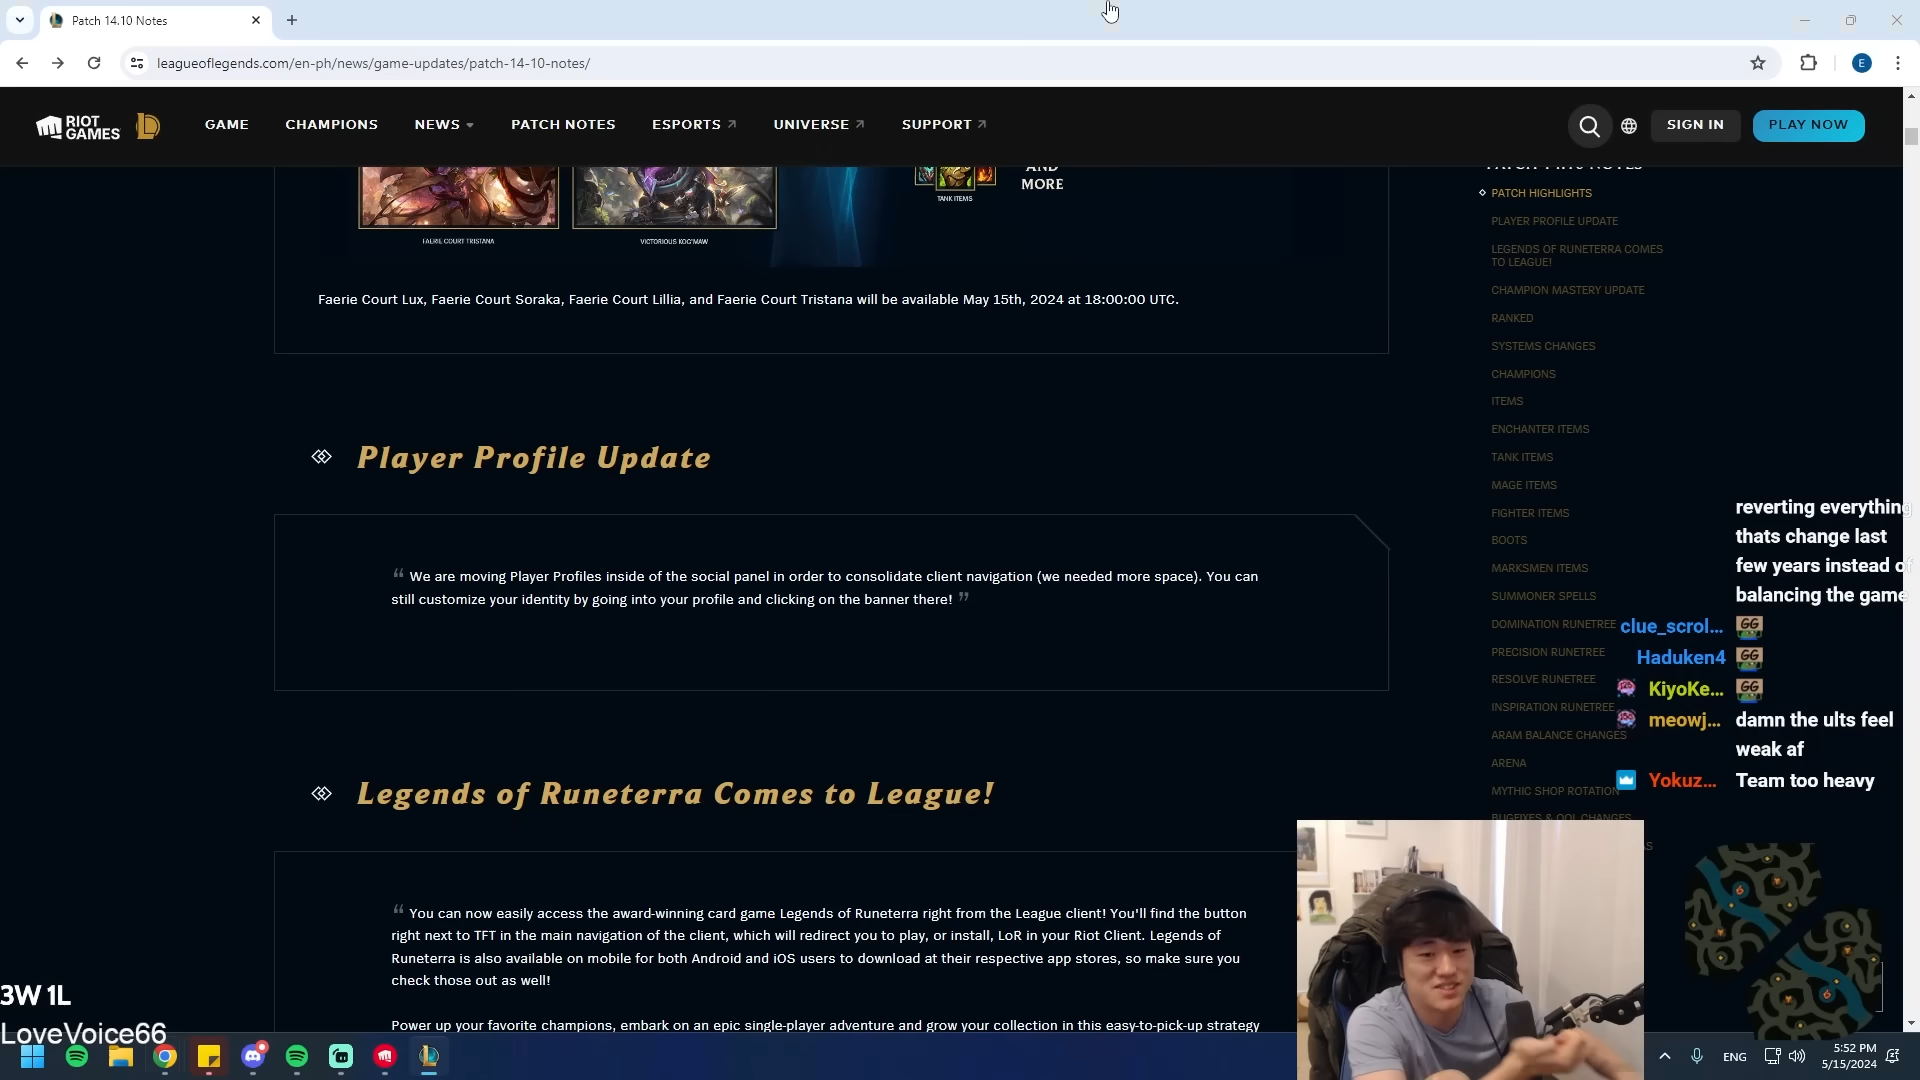 Patch 14.10 Notes
leagueoflegends.com/en-ph/news/game-updates/patch-14-10-notes/
E
RIOT
GAMES
GAME
CHAMPIONS
NEWS
PATCH NOTES
ESPORTS
UNIVERSE
SUPPORT
SIGN IN
PLAY NOW
AND
MORE
TANK ITEMS
FAERIE COURT TRISTANA
VICTORIOUS KOG'MAW
Faerie Court Lux, Faerie Court Soraka, Faerie Court Lillia, and Faerie Court Tristana will be available May 15th, 2024 at 18:00:00 UTC.
Player Profile Update
“ We are moving Player Profiles inside of the social panel in order to consolidate client navigation (we needed more space). You can
still customize your identity by going into your profile and clicking on the banner there! ”
Legends of Runeterra Comes to League!
“ You can now easily access the award-winning card game Legends of Runeterra right from the League client! You'll find the button
right next to TFT in the main navigation of the client, which will redirect you to play, or install, LoR in your Riot Client. Legends of
Runeterra is also available on mobile for both Android and iOS users to download at their respective app stores, so make sure you
check those out as well!
Power up your favorite champions, embark on an epic single-player adventure and grow your collection in this easy-to-pick-up strategy
PATCH HIGHLIGHTS
PLAYER PROFILE UPDATE
LEGENDS OF RUNETERRA COMES
TO LEAGUE!
CHAMPION MASTERY UPDATE
RANKED
SYSTEMS CHANGES
CHAMPIONS
ITEMS
ENCHANTER ITEMS
TANK ITEMS
MAGE ITEMS
FIGHTER ITEMS
BOOTS
MARKSMEN ITEMS
SUMMONER SPELLS
DOMINATION RUNETREE
PRECISION RUNETREE
RESOLVE RUNETREE
INSPIRATION RUNETREE
ARAM BALANCE CHANGES
ARENA
MYTHIC SHOP ROTATION
BUGFIXES & QOL CHANGES
reverting everything
thats change last
few years instead of
balancing the game
clue_scrol... GG
Haduken4 GG
KiyoKe... GG
meowj... damn the ults feel
weak af
Yokuz... Team too heavy
3W 1L
LoveVoice66
ENG
5:52 PM
5/15/2024